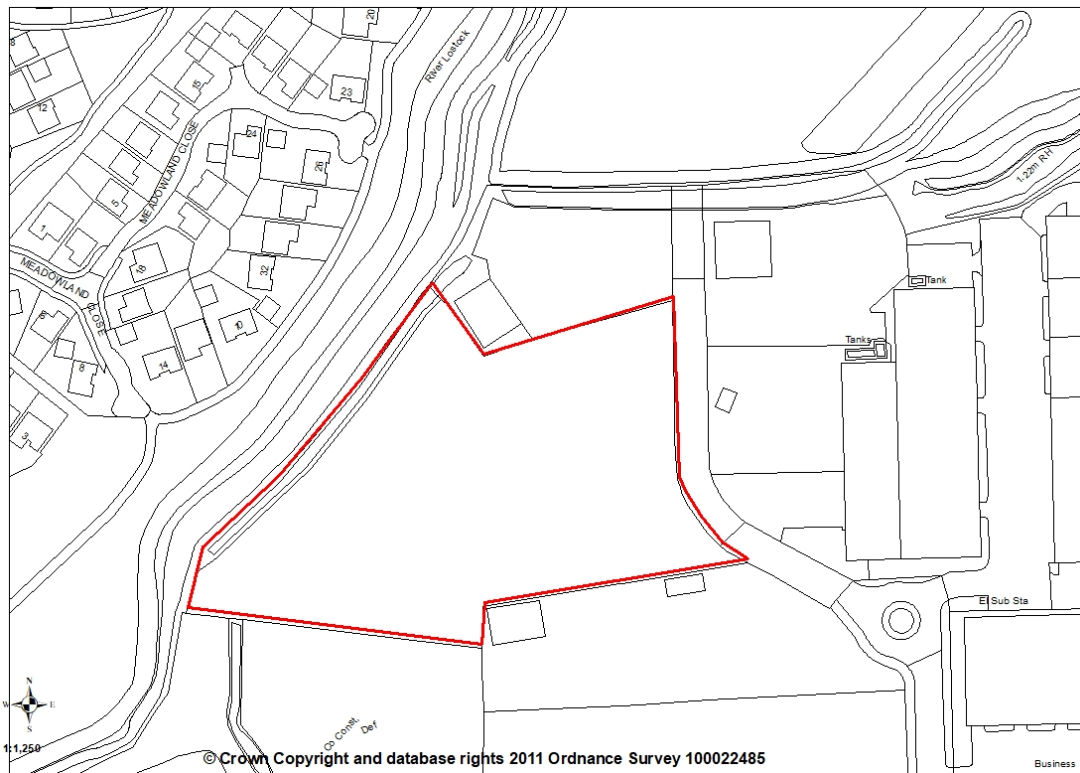 20
River Lostock
8
15
23
12
24
MEADOWLAND CLOSE
26
5
1
1.22m RH
MEADOWLAND CLOSE
18
32
Tank
6
10
Tanks
14
8
3
El Sub Sta
N
W E
S
Co Const, Def
1:1,250
© Crown Copyright and database rights 2011 Ordnance Survey 100022485
Business